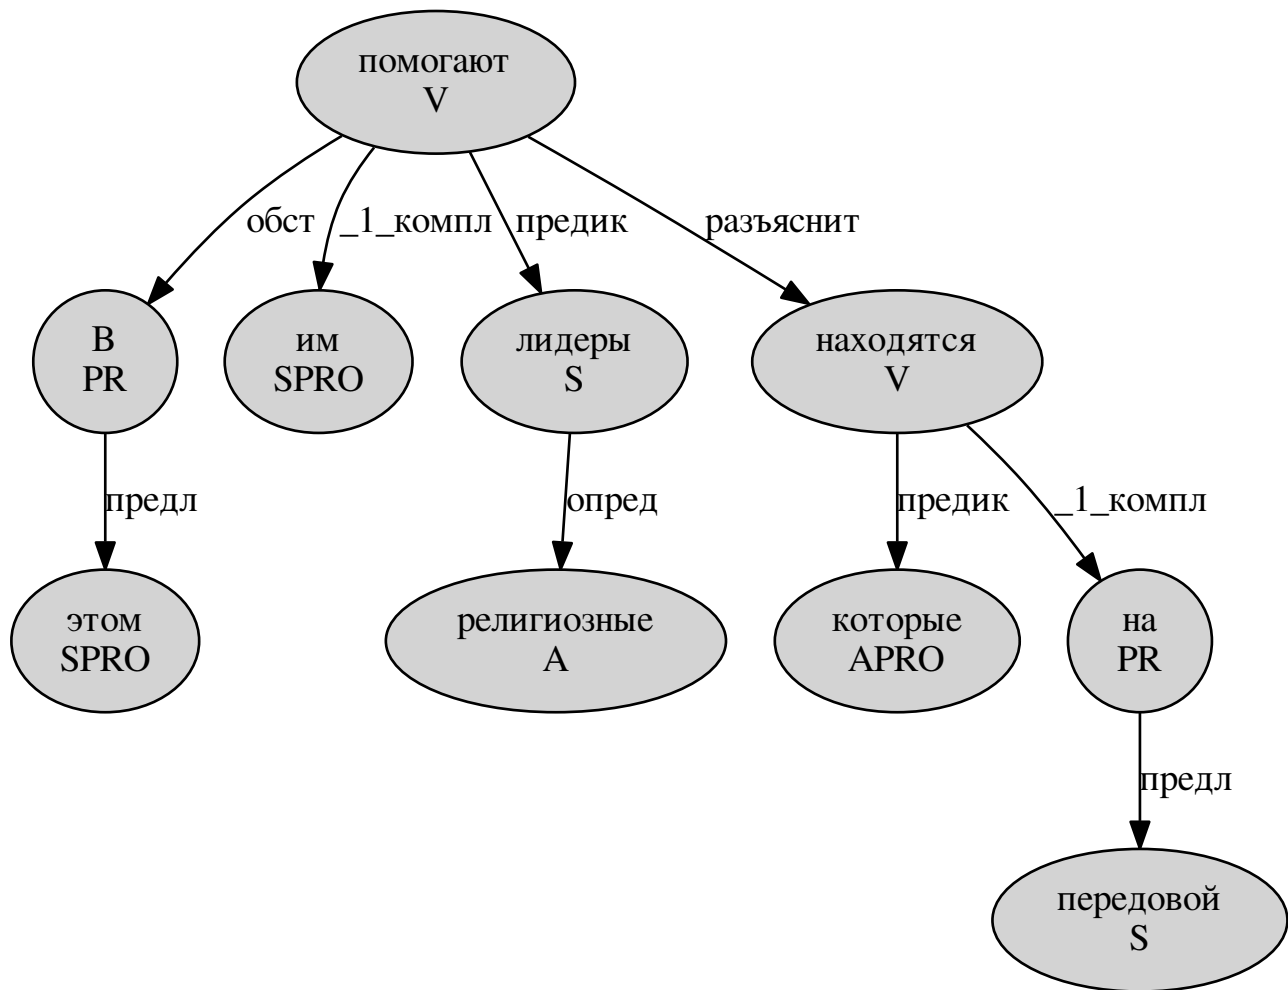 помогают
V
обст
_1_компл
предик
разъяснит
В
PR
им
SPRO
лидеры
S
находятся
V
предл
опред
предик
_1_компл
этом
SPRO
религиозные
A
которые
APRO
на
PR
предл
передовой
S